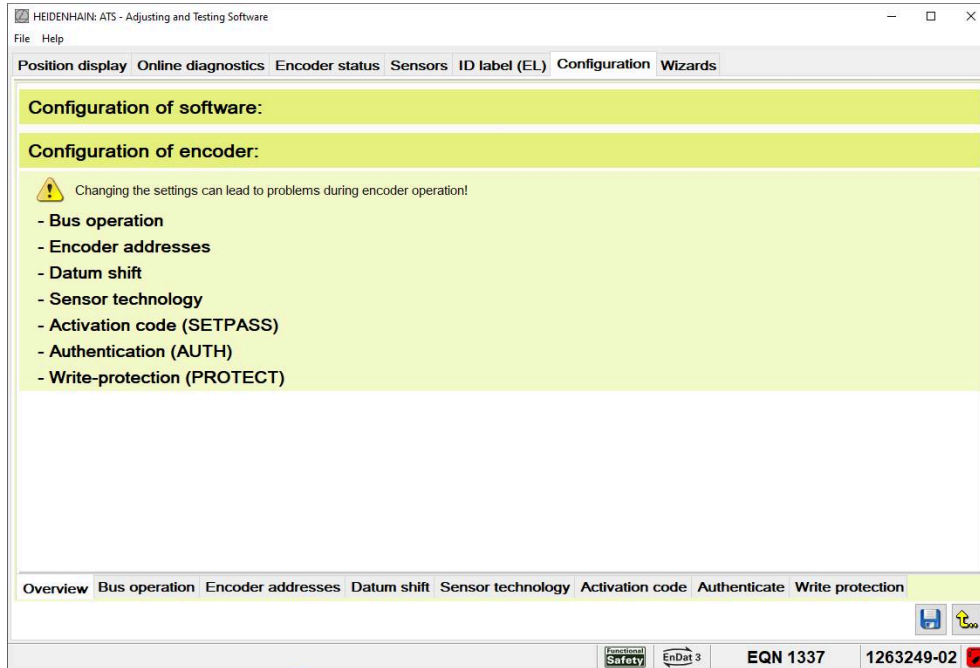 HEIDENHAIN: ATS - Adjusting and Testing Software
File Help
Position display Online diagnostics Encoder status Sensors ID label (EL) Configuration Wizards
Configuration of software:
Configuration of encoder:
Changing the settings can lead to problems during encoder operation!
- Bus operation
- Encoder addresses
- Datum shift
- Sensor technology
- Activation code (SETPASS)
- Authentication (AUTH)
- Write-protection (PROTECT)
Overview Bus operation Encoder addresses Datum shift Sensor technology Activation code Authenticate Write protection
Functional Safety EnDat 3 EQN 1337 1263249-02